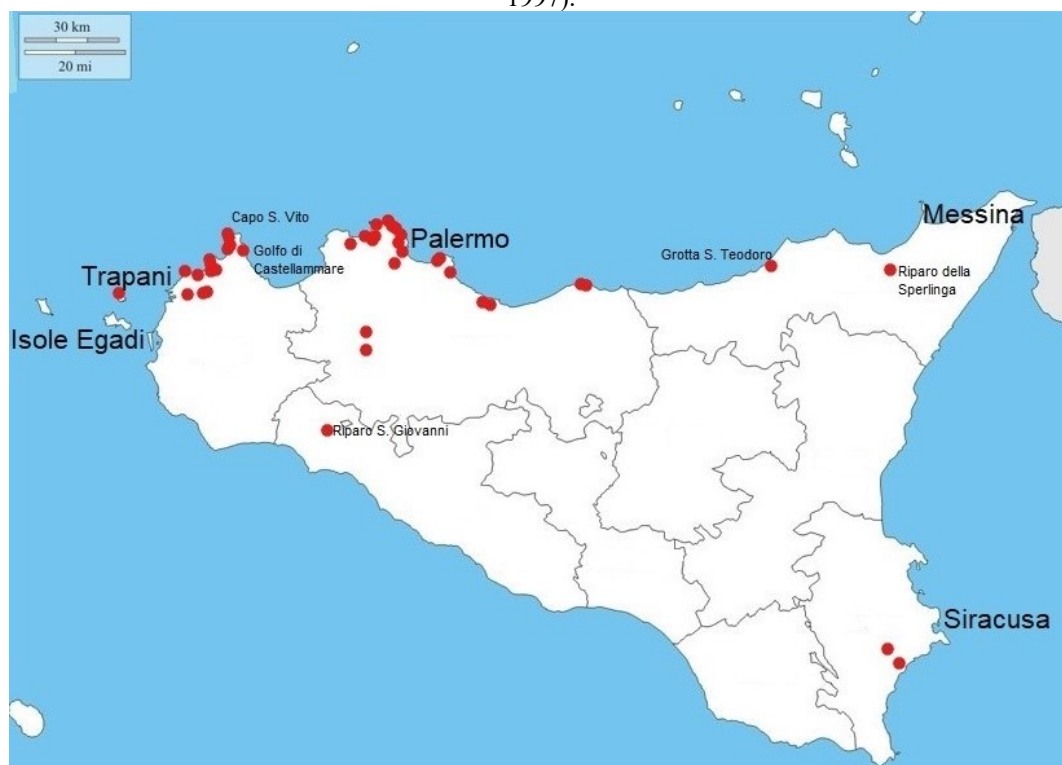 1997).
30 km
20 mi
Messina
Capo S. Vito
Palermo
Golfo di
Castellammare
Grotta S. Teodoro
Trapani
Riparo della
Sperlinga
Isole Egadi
Riparo S. Giovanni
Siracusa